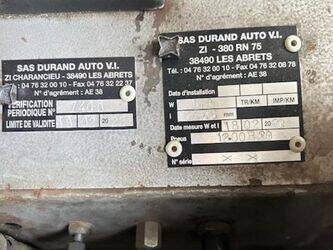 SAS DURAND AUTO V.I.
ZI CHARANCIEU - 38490 LES ABRETS
Tél. 04 76 32 00 10 - Fax 04 76 32 22 37
N° d'agrément : AE 38
VERIFICATION
PERIODIQUE N°
LIMITE DE VALIDITE
20
SAS DURAND AUTO V.I.
ZI - 380 RN 75
38490 LES ABRETS
Tél. : 04 76 32 00 10 - Fax 04 76 32 08 78
N° d'agrément : AE 38
Date d'installation
W TR/KM IMP/KM
l mm
Date mesure W et l 20
Pneus 1200R20
N° série X X